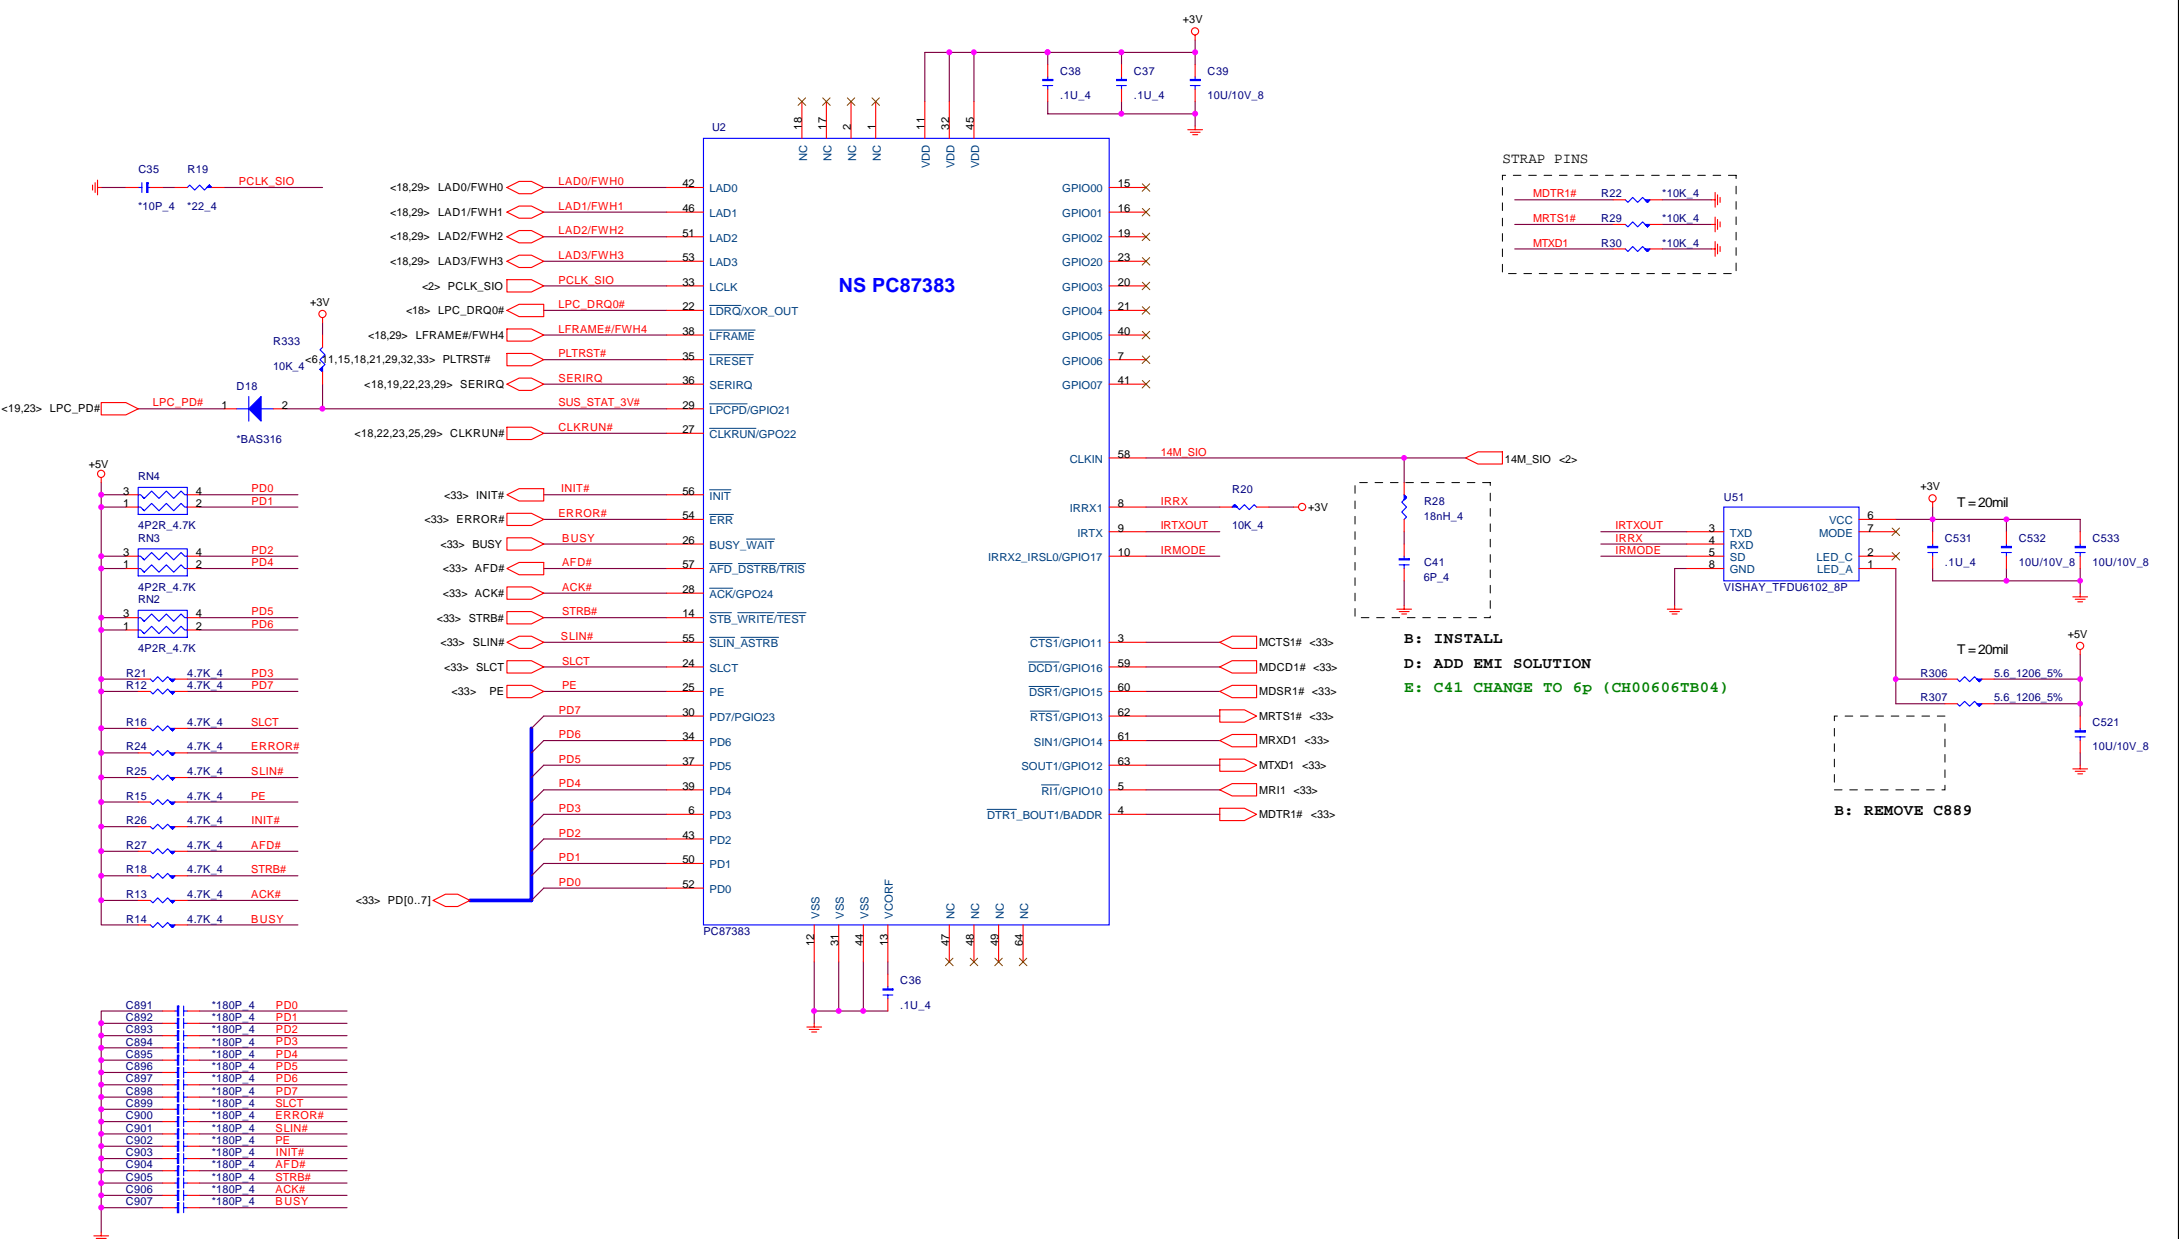 +3V
C38
C37
C39
.1U_4
.1U_4
10U/10V_8
U2
18
17
2
1
11
32
45
NC
NC
NC
NC
VDD
VDD
VDD
NS PC87383
C35
R19
PCLK_SIO
*10P_4
*22_4
<18,29> LAD0/FWH0 LAD0/FWH0 42 LAD0
<18,29> LAD1/FWH1 LAD1/FWH1 46 LAD1
<18,29> LAD2/FWH2 LAD2/FWH2 51 LAD2
<18,29> LAD3/FWH3 LAD3/FWH3 53 LAD3
<2> PCLK_SIO PCLK_SIO 33 LCLK
<18> LPC_DRQ0# LPC_DRQ0# 22 LDRQ/XOR_OUT
<18,29> LFRAME#/FWH4 LFRAME#/FWH4 38 LFRAME
<6,11,15,18,21,29,32,33> PLTRST# PLTRST# 35 LRESET
<18,19,22,23,29> SERIRQ SERIRQ 36 SERIRQ
+3V
R333
10K_4
<19,23> LPC_PD# LPC_PD# 1 D18 2 SUS_STAT_3V# 29 LPCPD/GPIO21
*BAS316
<18,22,23,25,29> CLKRUN# CLKRUN# 27 CLKRUN/GPO22
<33> INIT# INIT# 56 INIT
<33> ERROR# ERROR# 54 ERR
<33> BUSY BUSY 26 BUSY_WAIT
<33> AFD# AFD# 57 AFD_DSTRB/TRIS
<33> ACK# ACK# 28 ACK/GPO24
<33> STRB# STRB# 14 STB_WRITE/TEST
<33> SLIN# SLIN# 55 SLIN_ASTRB
<33> SLCT SLCT 24 SLCT
<33> PE PE 25 PE
PD7 30 PD7/PGIO23
PD6 34 PD6
PD5 37 PD5
PD4 39 PD4
PD3 6 PD3
PD2 43 PD2
PD1 50 PD1
PD0 52 PD0
<33> PD[0..7]
PC87383
+5V
RN4
3 4 PD0
1 2 PD1
4P2R_4.7K
RN3
3 4 PD2
1 2 PD4
4P2R_4.7K
RN2
3 4 PD5
1 2 PD6
4P2R_4.7K
R21 4.7K_4 PD3
R12 4.7K_4 PD7
R16 4.7K_4 SLCT
R24 4.7K_4 ERROR#
R25 4.7K_4 SLIN#
R15 4.7K_4 PE
R26 4.7K_4 INIT#
R27 4.7K_4 AFD#
R18 4.7K_4 STRB#
R13 4.7K_4 ACK#
R14 4.7K_4 BUSY
C891 *180P_4 PD0
C892 *180P_4 PD1
C893 *180P_4 PD2
C894 *180P_4 PD3
C895 *180P_4 PD4
C896 *180P_4 PD5
C897 *180P_4 PD6
C898 *180P_4 PD7
C899 *180P_4 SLCT
C900 *180P_4 ERROR#
C901 *180P_4 SLIN#
C902 *180P_4 PE
C903 *180P_4 INIT#
C904 *180P_4 AFD#
C905 *180P_4 STRB#
C906 *180P_4 ACK#
C907 *180P_4 BUSY
VSS
VSS
VSS
VCORF
NC
NC
NC
NC
12
31
44
13
47
48
49
64
C36
.1U_4
GPIO00 15
GPIO01 16
GPIO02 19
GPIO20 23
GPIO03 20
GPIO04 21
GPIO05 40
GPIO06 7
GPIO07 41
CLKIN 58 14M_SIO 14M_SIO <2>
IRRX1 8 IRRX R20 +3V
10K_4
IRTX 9 IRTXOUT
IRRX2_IRSL0/GPIO17 10 IRMODE
CTS1/GPIO11 3 MCTS1# <33>
DCD1/GPIO16 59 MDCD1# <33>
DSR1/GPIO15 60 MDSR1# <33>
RTS1/GPIO13 62 MRTS1# <33>
SIN1/GPIO14 61 MRXD1 <33>
SOUT1/GPIO12 63 MTXD1 <33>
RI1/GPIO10 5 MRI1 <33>
DTR1_BOUT1/BADDR 4 MDTR1# <33>
R28
18nH_4
C41
6P_4
B: INSTALL
D: ADD EMI SOLUTION
E: C41 CHANGE TO 6p (CH00606TB04)
STRAP PINS
MDTR1# R22 *10K_4
MRTS1# R29 *10K_4
MTXD1 R30 *10K_4
U51
+3V
T = 20mil
IRTXOUT 3 TXD
IRRX 4 RXD
IRMODE 5 SD
8 GND
VCC 6
MODE 7
LED_C 2
LED_A 1
VISHAY_TFDU6102_8P
C531
.1U_4
C532
10U/10V_8
C533
10U/10V_8
+5V
T = 20mil
R306 5.6_1206_5%
R307 5.6_1206_5%
C521
10U/10V_8
B: REMOVE C889